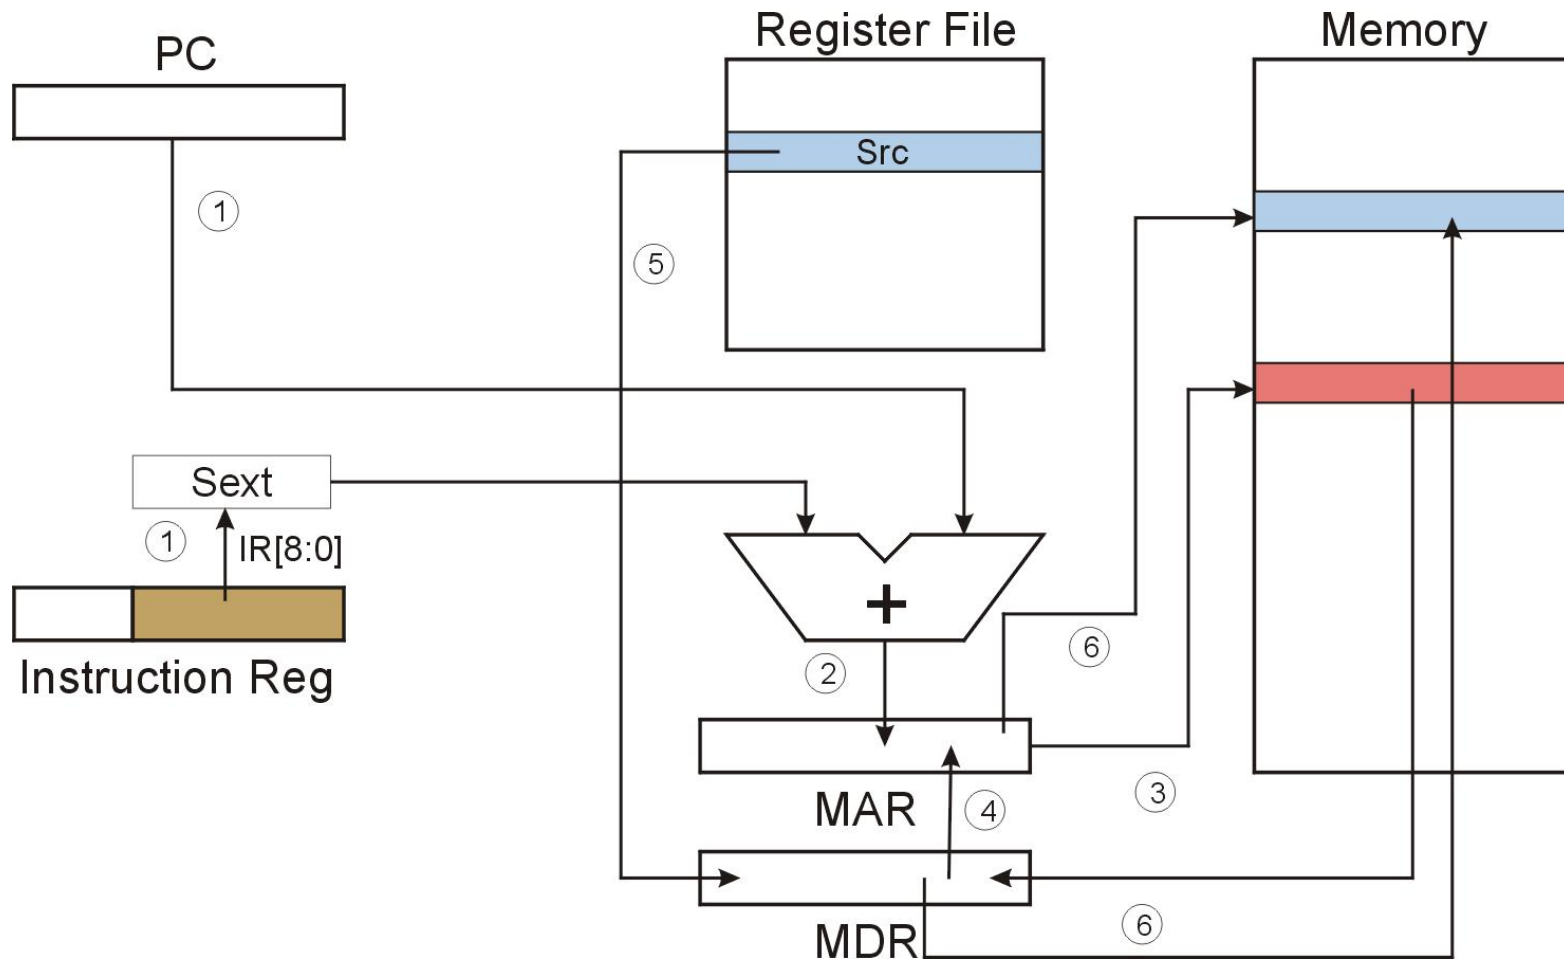 PC
Register File
Memory
Src
1
5
Sext
1
IR[8:0]
+
Instruction Reg
2
6
MAR
4
3
MDR
6